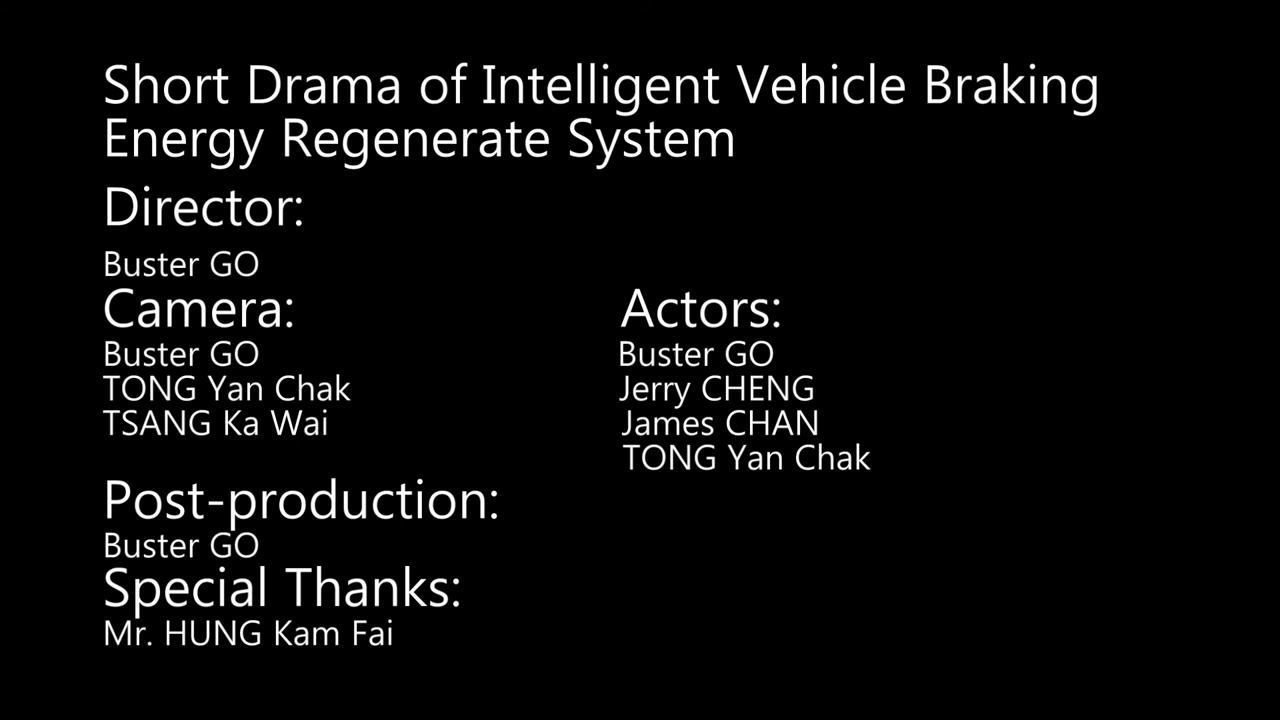 Short Drama of Intelligent Vehicle Braking
Energy Regenerate System
Director:
Buster GO
Camera:
Buster GO
TONG Yan Chak
TSANG Ka Wai
Actors:
Buster GO
Jerry CHENG
James CHAN
TONG Yan Chak
Post-production:
Buster GO
Special Thanks:
Mr. HUNG Kam Fai